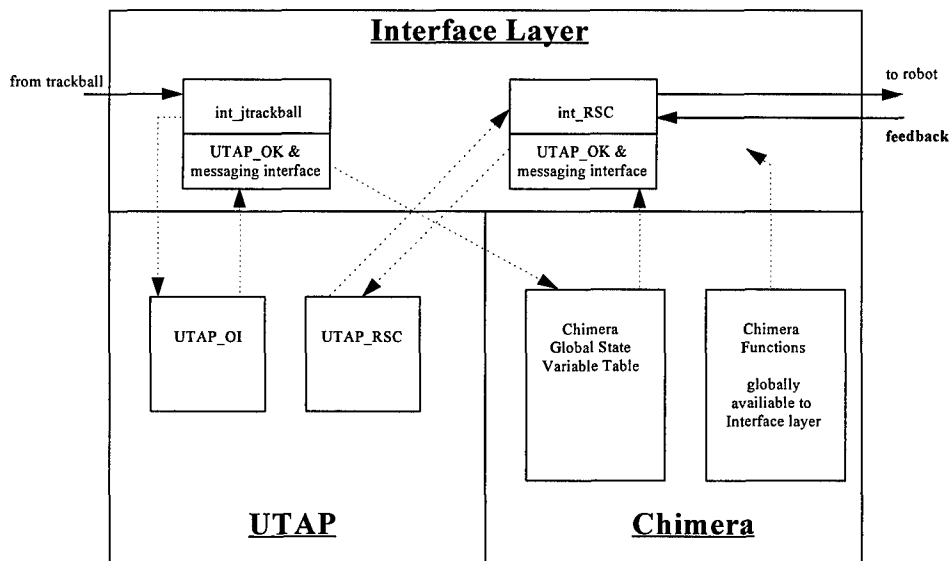 Interface Layer
from trackball
int_jtrackball
UTAP_OK &
messaging interface
int_RSC
UTAP_OK &
messaging interface
to robot
feedback
UTAP_OI
UTAP_RSC
Chimera
Global State
Variable Table
Chimera
Functions
globally
availiable to
Interface layer
UTAP
Chimera